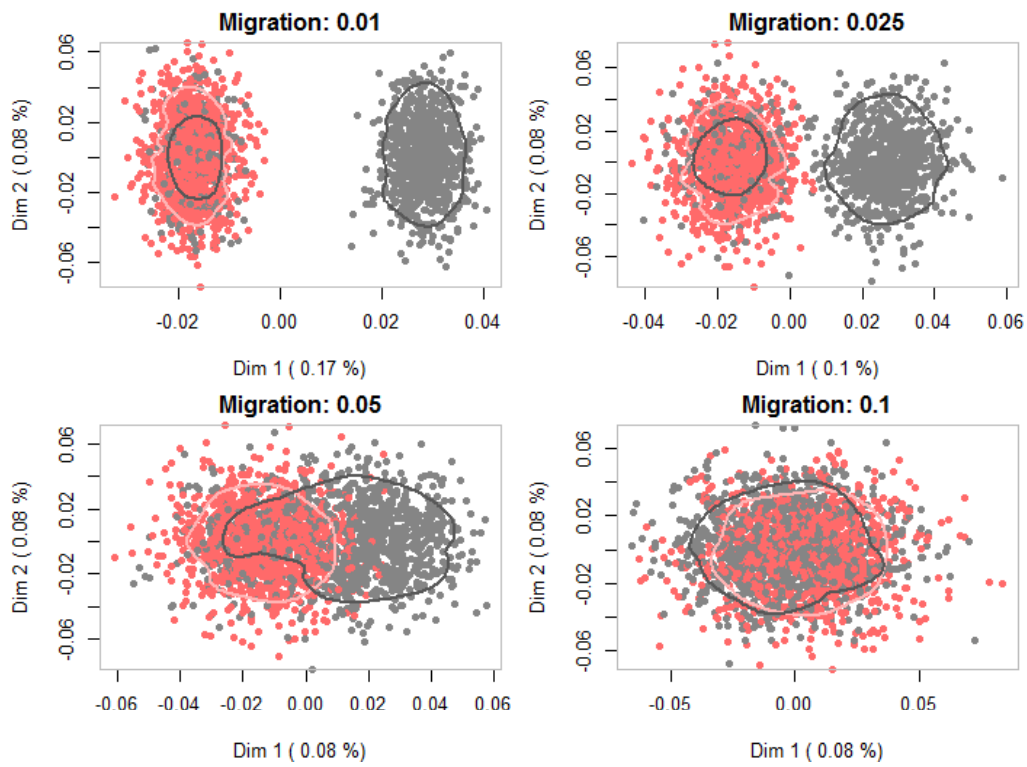 Migration: 0.01
0.06
0.02
-0.02
-0.06
Dim 2 ( 0.08 %)
-0.02 0.00 0.02 0.04
Dim 1 ( 0.17 %)
Migration: 0.025
0.06
0.02
-0.02
-0.06
Dim 2 ( 0.08 %)
-0.04 -0.02 0.00 0.02 0.04 0.06
Dim 1 ( 0.1 %)
Migration: 0.05
0.06
0.02
-0.02
-0.06
Dim 2 ( 0.08 %)
-0.06 -0.04 -0.02 0.00 0.02 0.04 0.06
Dim 1 ( 0.08 %)
Migration: 0.1
0.06
0.02
-0.02
-0.06
Dim 2 ( 0.08 %)
-0.05 0.00 0.05
Dim 1 ( 0.08 %)